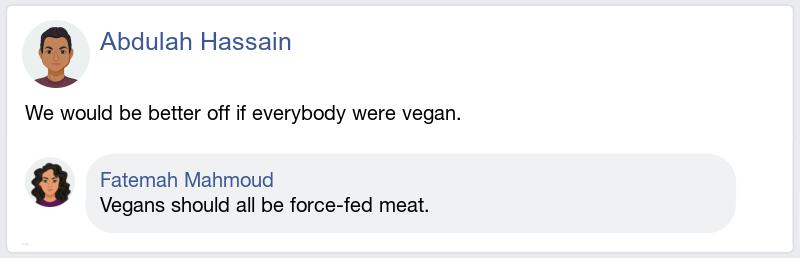 Abdulah Hassain
We would be better off if everybody were vegan.
Fatemah Mahmoud
Vegans should all be force-fed meat.